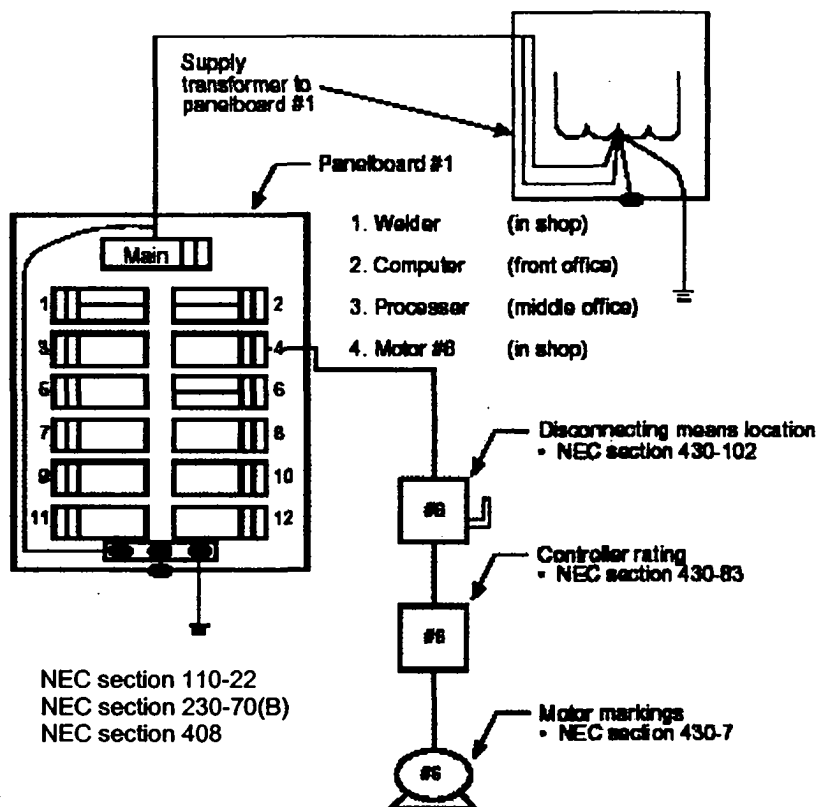 Supply
transformer to
panelboard #1
Panelboard #1
1. Welder (in shop)
2. Computer (front office)
3. Processer (middle office)
4. Motor #6 (in shop)
Main
1 2
3 4
5 6
7 8
9 10
11 12
Disconnecting means location
• NEC section 430-102
#6
Controller rating
• NEC section 430-83
#6
Motor markings
• NEC section 430-7
#6
NEC section 110-22
NEC section 230-70(B)
NEC section 408